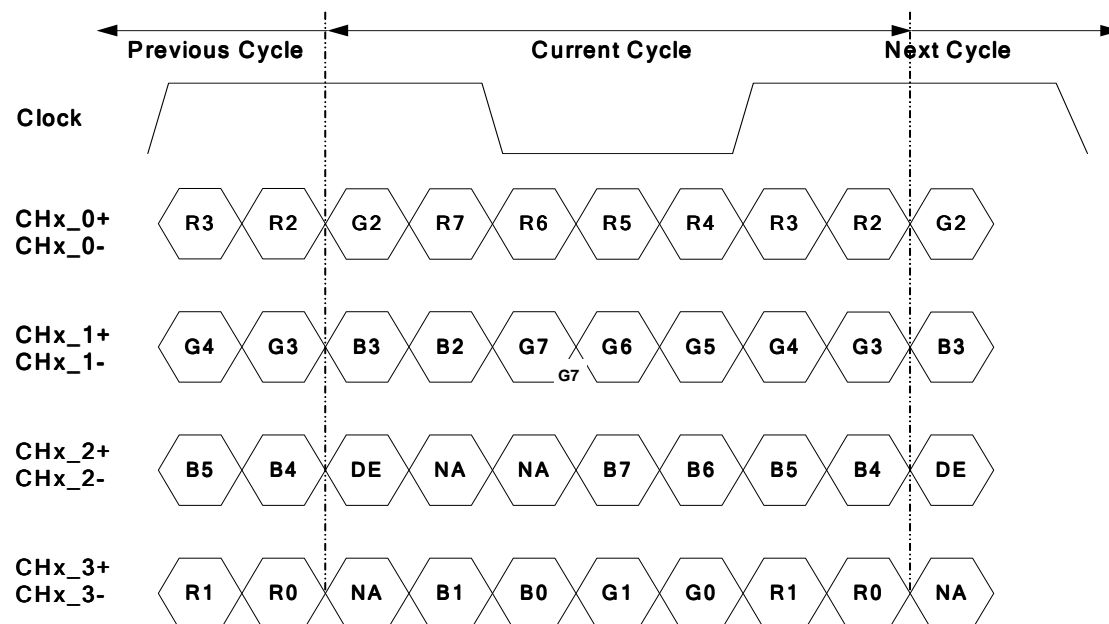 Previous Cycle Current Cycle Next Cycle
Clock
CHx_0+
CHx_0-
R3 R2 G2 R7 R6 R5 R4 R3 R2 G2
CHx_1+
CHx_1-
G4 G3 B3 B2 G7 G6 G5 G4 G3 B3
G7
CHx_2+
CHx_2-
B5 B4 DE NA NA B7 B6 B5 B4 DE
CHx_3+
CHx_3-
R1 R0 NA B1 B0 G1 G0 R1 R0 NA